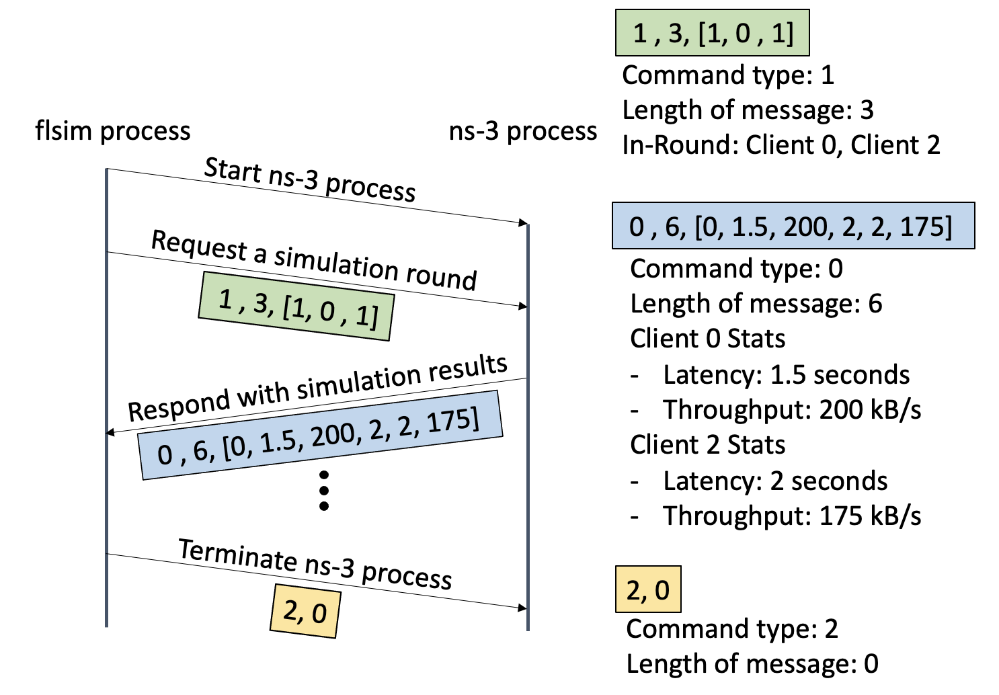 flsim process
ns-3 process
Start ns-3 process
Request a simulation round
1 , 3, [1, 0 , 1]
Respond with simulation results
0 , 6, [0, 1.5, 200, 2, 2, 175]
Terminate ns-3 process
2, 0
1 , 3, [1, 0 , 1]
Command type: 1
Length of message: 3
In-Round: Client 0, Client 2
0 , 6, [0, 1.5, 200, 2, 2, 175]
Command type: 0
Length of message: 6
Client 0 Stats
- Latency: 1.5 seconds
- Throughput: 200 kB/s
Client 2 Stats
- Latency: 2 seconds
- Throughput: 175 kB/s
2, 0
Command type: 2
Length of message: 0